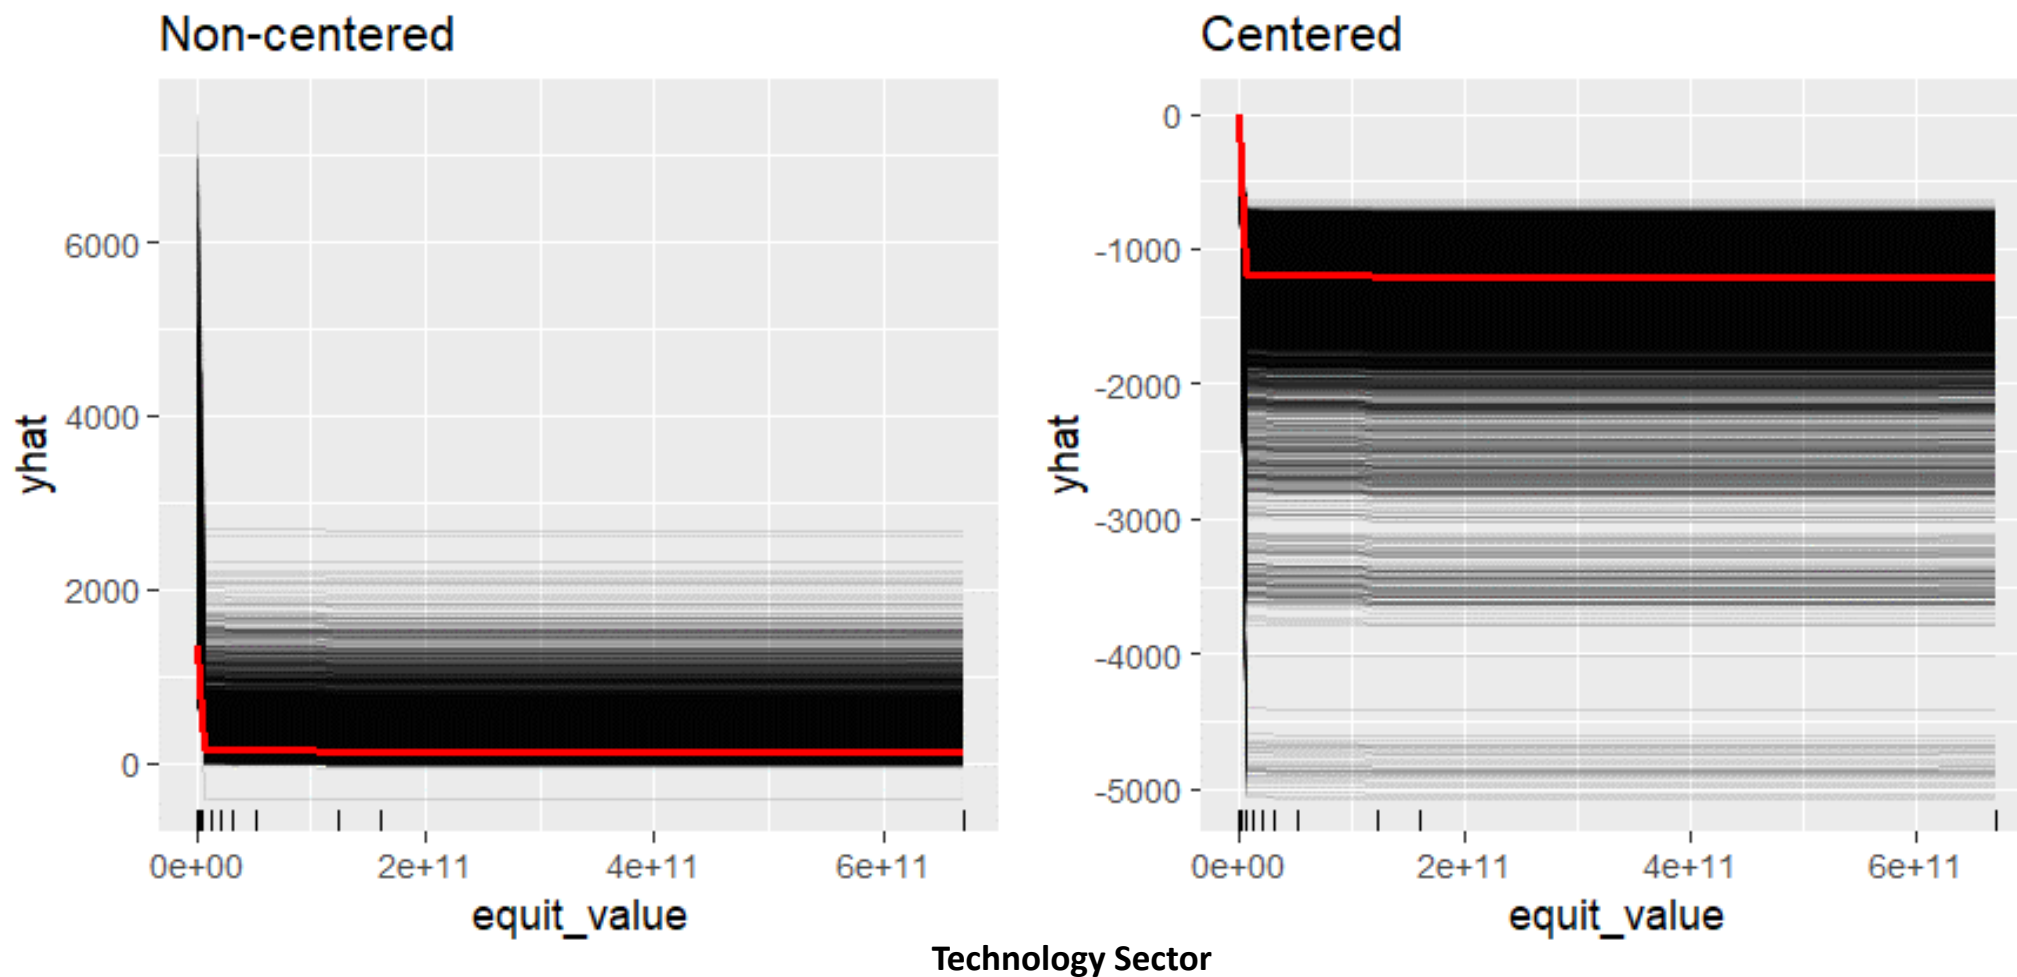 Non-centered
yhat
6000
4000
2000
0
0e+00 2e+11 4e+11 6e+11
equit_value
Centered
yhat
0
-1000
-2000
-3000
-4000
-5000
0e+00 2e+11 4e+11 6e+11
equit_value
Technology Sector